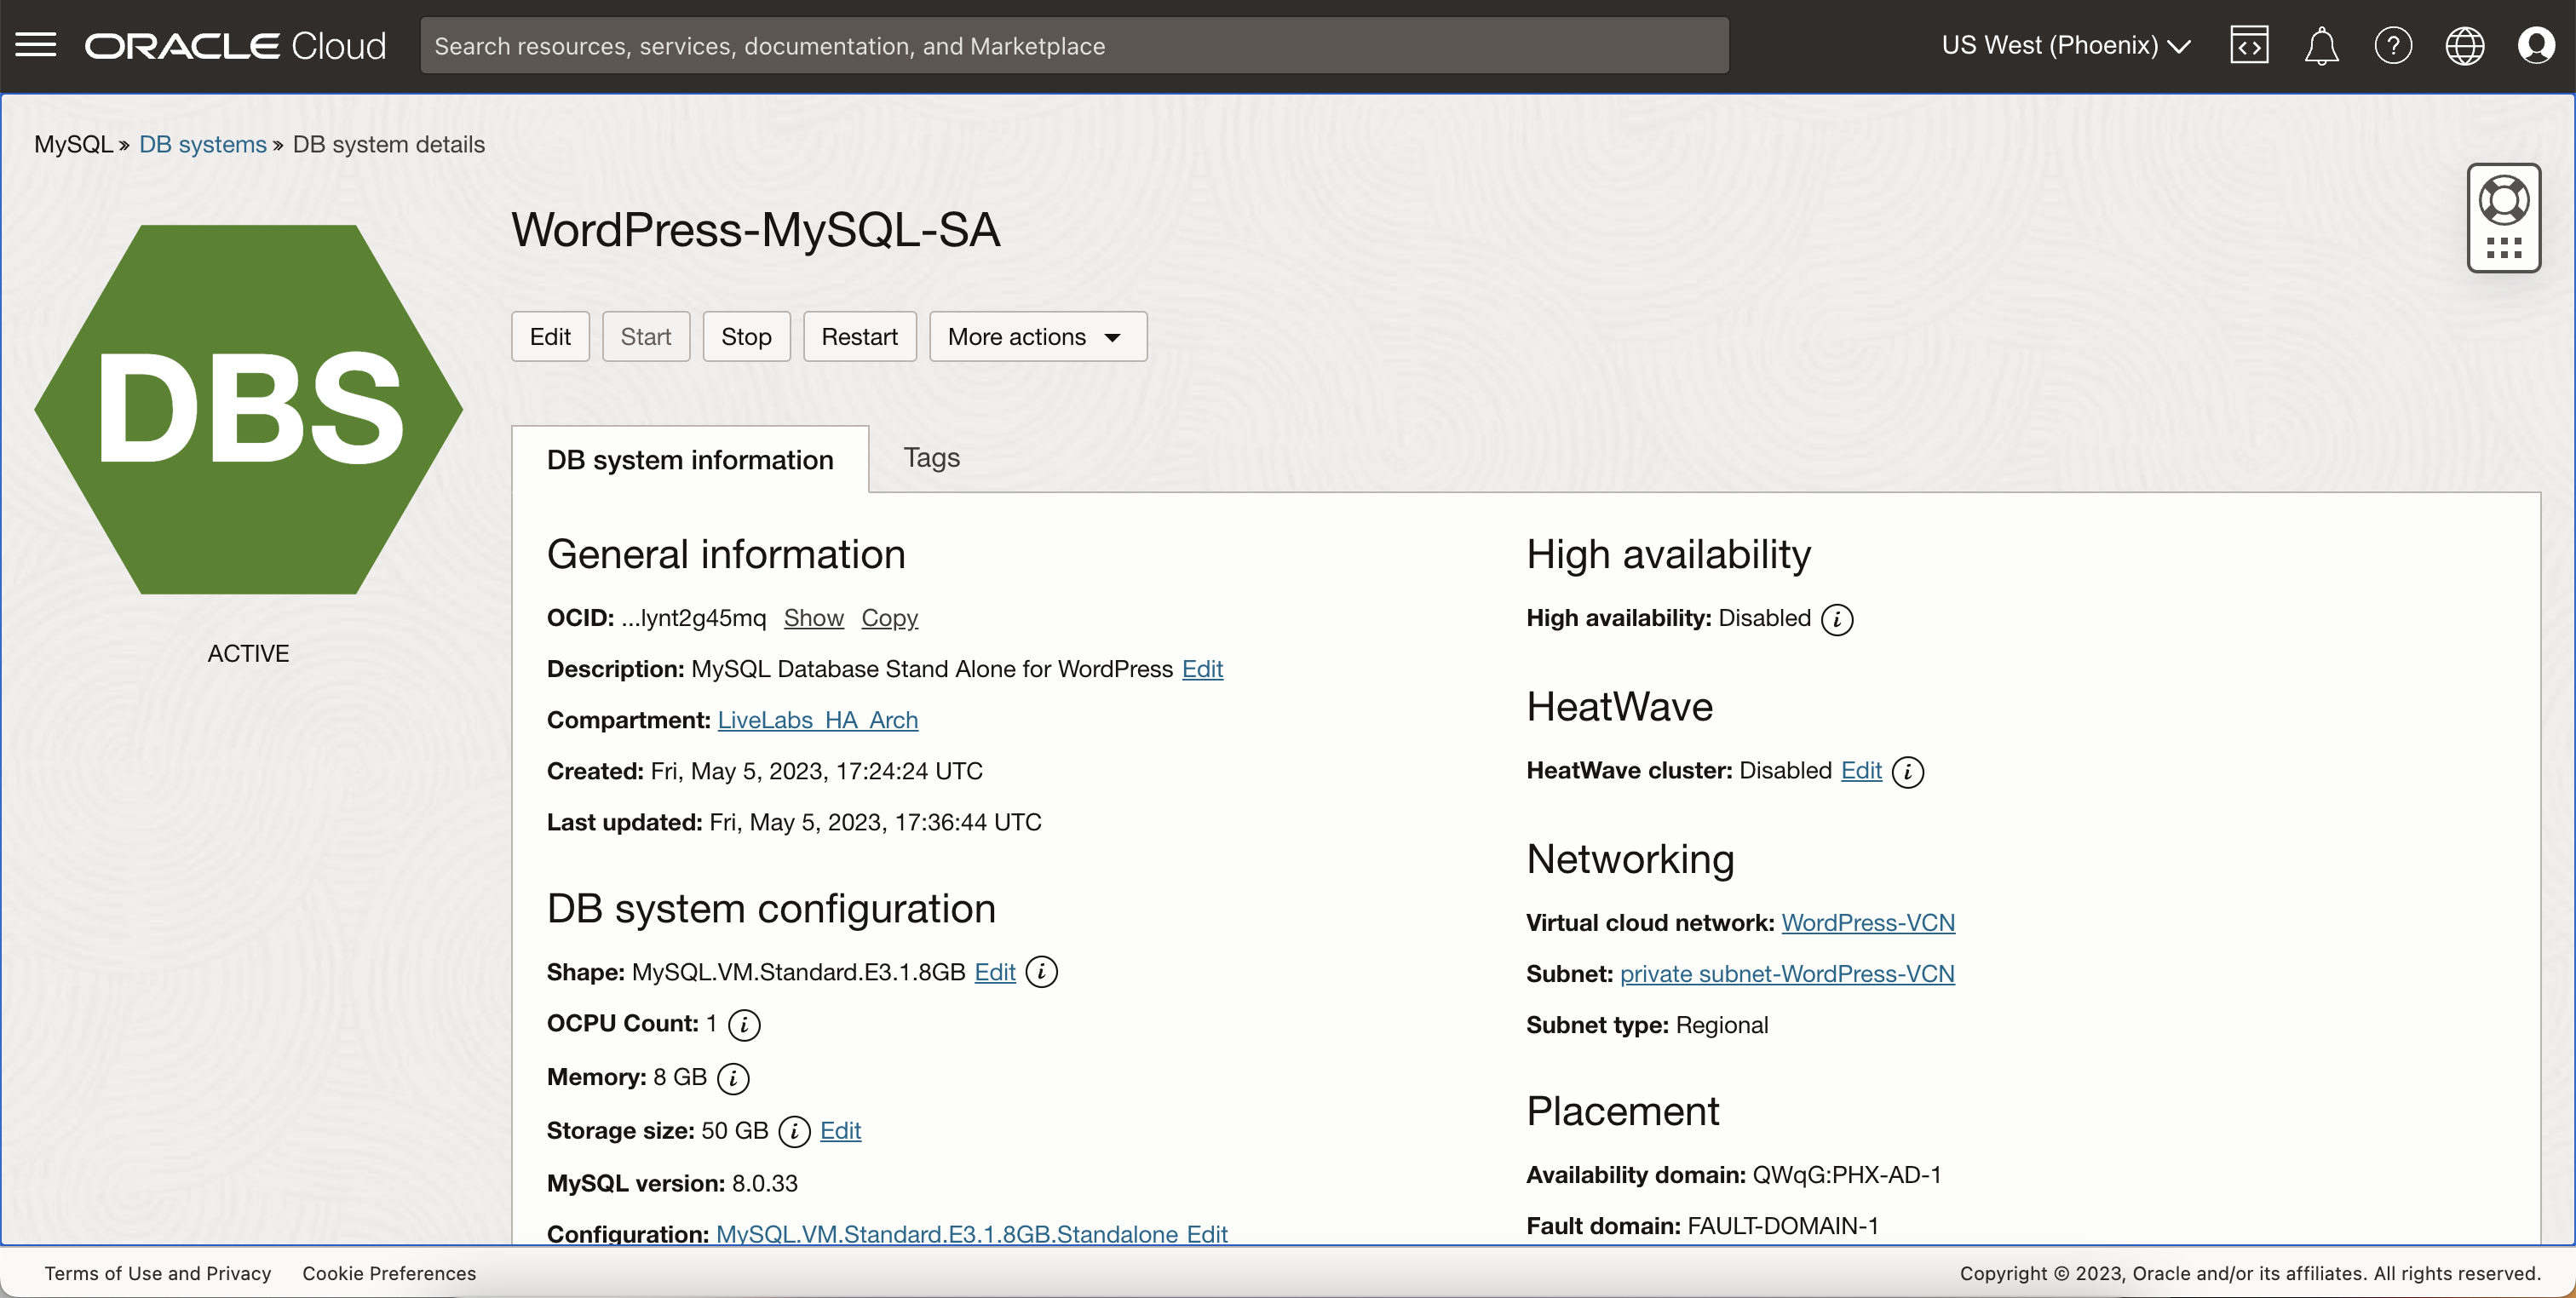 ORACLE Cloud
Search resources, services, documentation, and Marketplace
US West (Phoenix)
MySQL » DB systems » DB system details
DBS
ACTIVE
WordPress-MySQL-SA
Edit Start Stop Restart More actions
DB system information Tags
General information
OCID: ...lynt2g45mq Show Copy
Description: MySQL Database Stand Alone for WordPress Edit
Compartment: LiveLabs_HA_Arch
Created: Fri, May 5, 2023, 17:24:24 UTC
Last updated: Fri, May 5, 2023, 17:36:44 UTC
DB system configuration
Shape: MySQL.VM.Standard.E3.1.8GB Edit
OCPU Count: 1
Memory: 8 GB
Storage size: 50 GB Edit
MySQL version: 8.0.33
Configuration: MySQL.VM.Standard.E3.1.8GB.Standalone Edit
High availability
High availability: Disabled
HeatWave
HeatWave cluster: Disabled Edit
Networking
Virtual cloud network: WordPress-VCN
Subnet: private subnet-WordPress-VCN
Subnet type: Regional
Placement
Availability domain: QWqG:PHX-AD-1
Fault domain: FAULT-DOMAIN-1
Terms of Use and Privacy Cookie Preferences
Copyright © 2023, Oracle and/or its affiliates. All rights reserved.